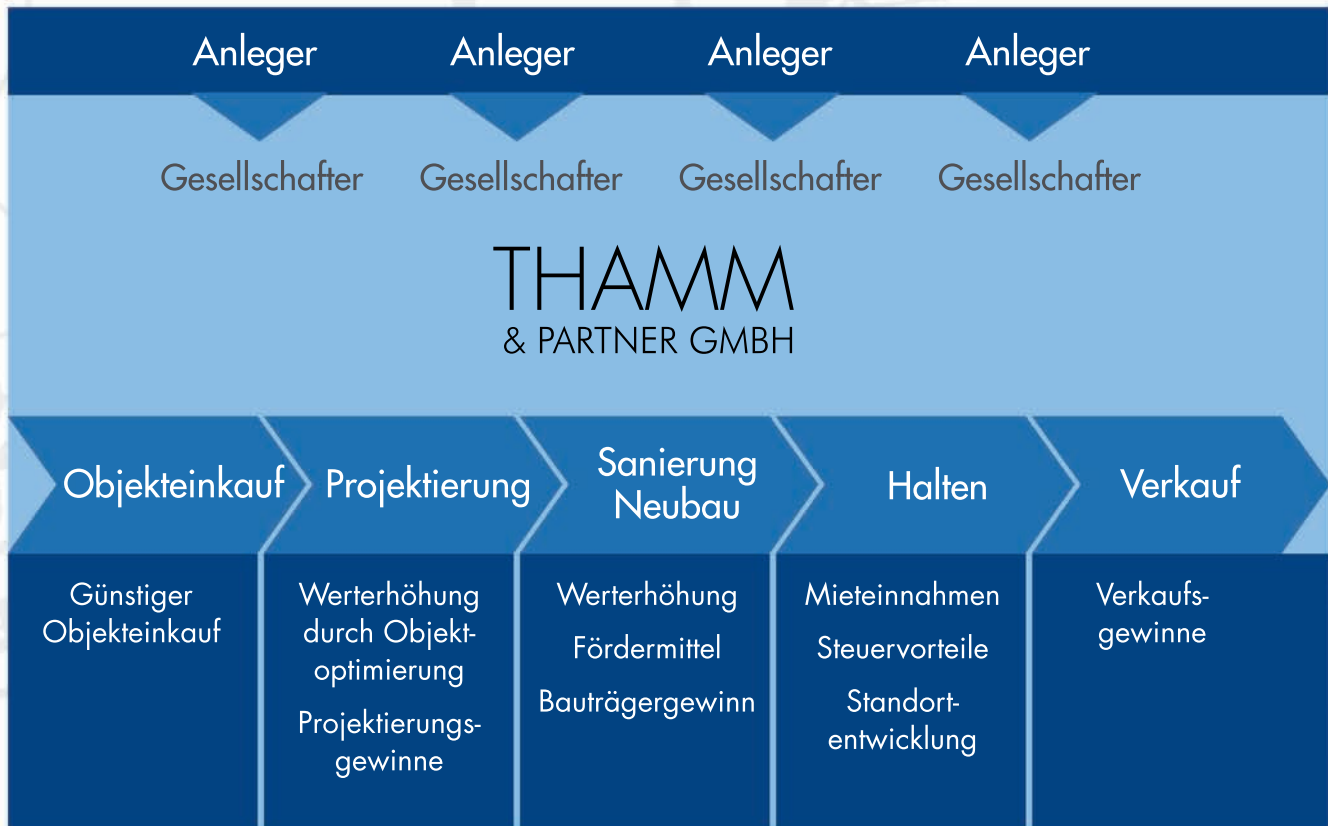 Anleger Anleger Anleger Anleger
Gesellschafter Gesellschafter Gesellschafter Gesellschafter
THAMM
& PARTNER GMBH
Objekteinkauf
Projektierung
Sanierung
Neubau
Halten
Verkauf
Günstiger
Objekteinkauf
Werterhöhung
durch Objekt-
optimierung
Projektierungs-
gewinne
Werterhöhung
Fördermittel
Bauträgergewinn
Mieteinnahmen
Steuervorteile
Standort-
entwicklung
Verkaufs-
gewinne